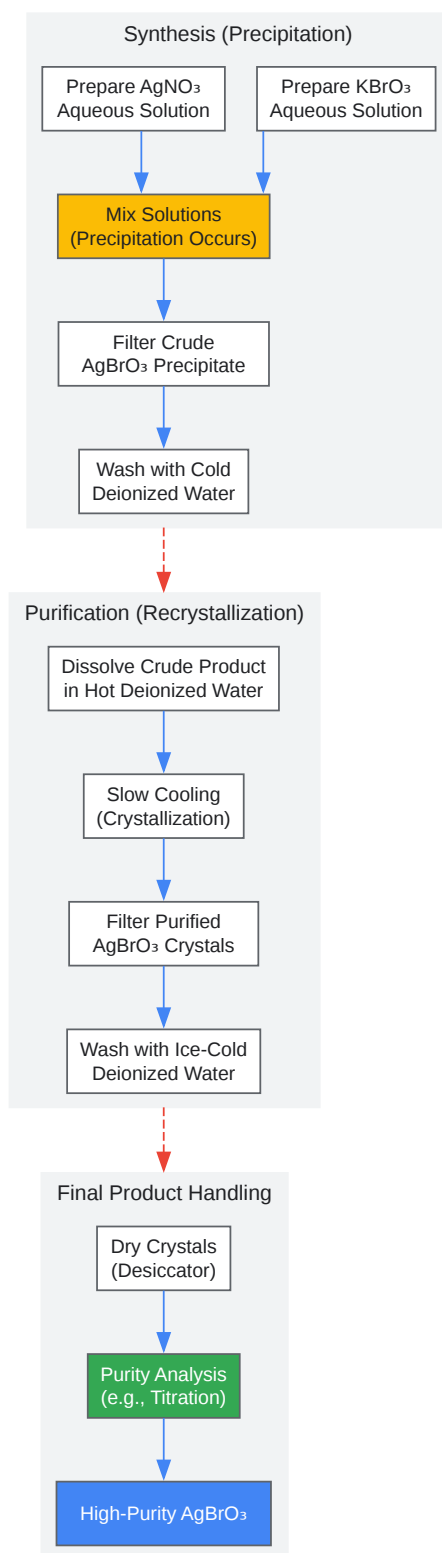 Synthesis (Precipitation)
Prepare AgNO₃
Aqueous Solution
Prepare KBrO₃
Aqueous Solution
Mix Solutions
(Precipitation Occurs)
Filter Crude
AgBrO₃ Precipitate
Wash with Cold
Deionized Water
Purification (Recrystallization)
Dissolve Crude Product
in Hot Deionized Water
Slow Cooling
(Crystallization)
Filter Purified
AgBrO₃ Crystals
Wash with Ice-Cold
Deionized Water
Final Product Handling
Dry Crystals
(Desiccator)
Purity Analysis
(e.g., Titration)
High-Purity AgBrO₃